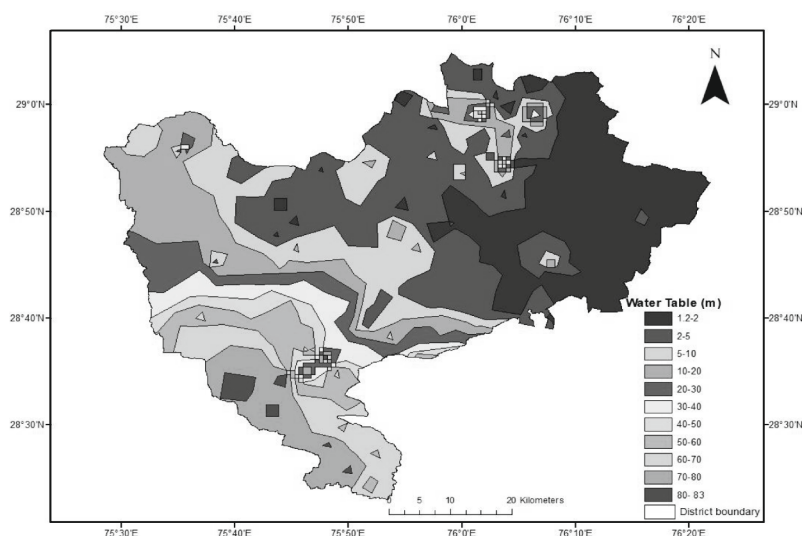 75°30'E 75°40'E 75°50'E 76°0'E 76°10'E 76°20'E
N
29°0'N 29°0'N
28°50'N 28°50'N
28°40'N 28°40'N
28°30'N 28°30'N
Water Table (m)
1.2-2
2-5
5-10
10-20
20-30
30-40
40-50
50-60
60-70
70-80
80- 83
District boundary
0 5 10 20 Kilometers
75°30'E 75°40'E 75°50'E 76°0'E 76°10'E 76°20'E